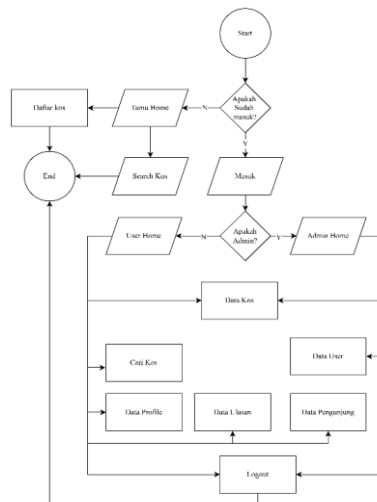 Start
Daftar kos
Tamu Home
N
Apakah
Sudah
masuk?
Y
End
Search Kos
Masuk
User Home
N
Apakah
Admin?
Y
Admin Home
Data Kos
Cari Kos
Data User
Data Profile
Data Ulasan
Data Pengunjung
Logout